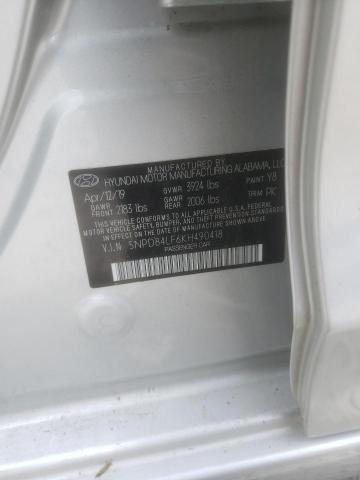 MANUFACTURED BY
HYUNDAI MOTOR MANUFACTURING ALABAMA, LLC
Apr/12/19 GVWR 3924 lbs PAINT Y8
GAWR FRONT 2183 lbs GAWR REAR 2006 lbs TRIM PK
THIS VEHICLE CONFORMS TO ALL APPLICABLE U.S. FEDERAL MOTOR VEHICLE
SAFETY, BUMPER, AND THEFT PREVENTION STANDARDS IN EFFECT
ON THE DATE OF MANUFACTURE SHOWN ABOVE.
V.I.N 5NPD84LF6KH490418
PASSENGER CAR